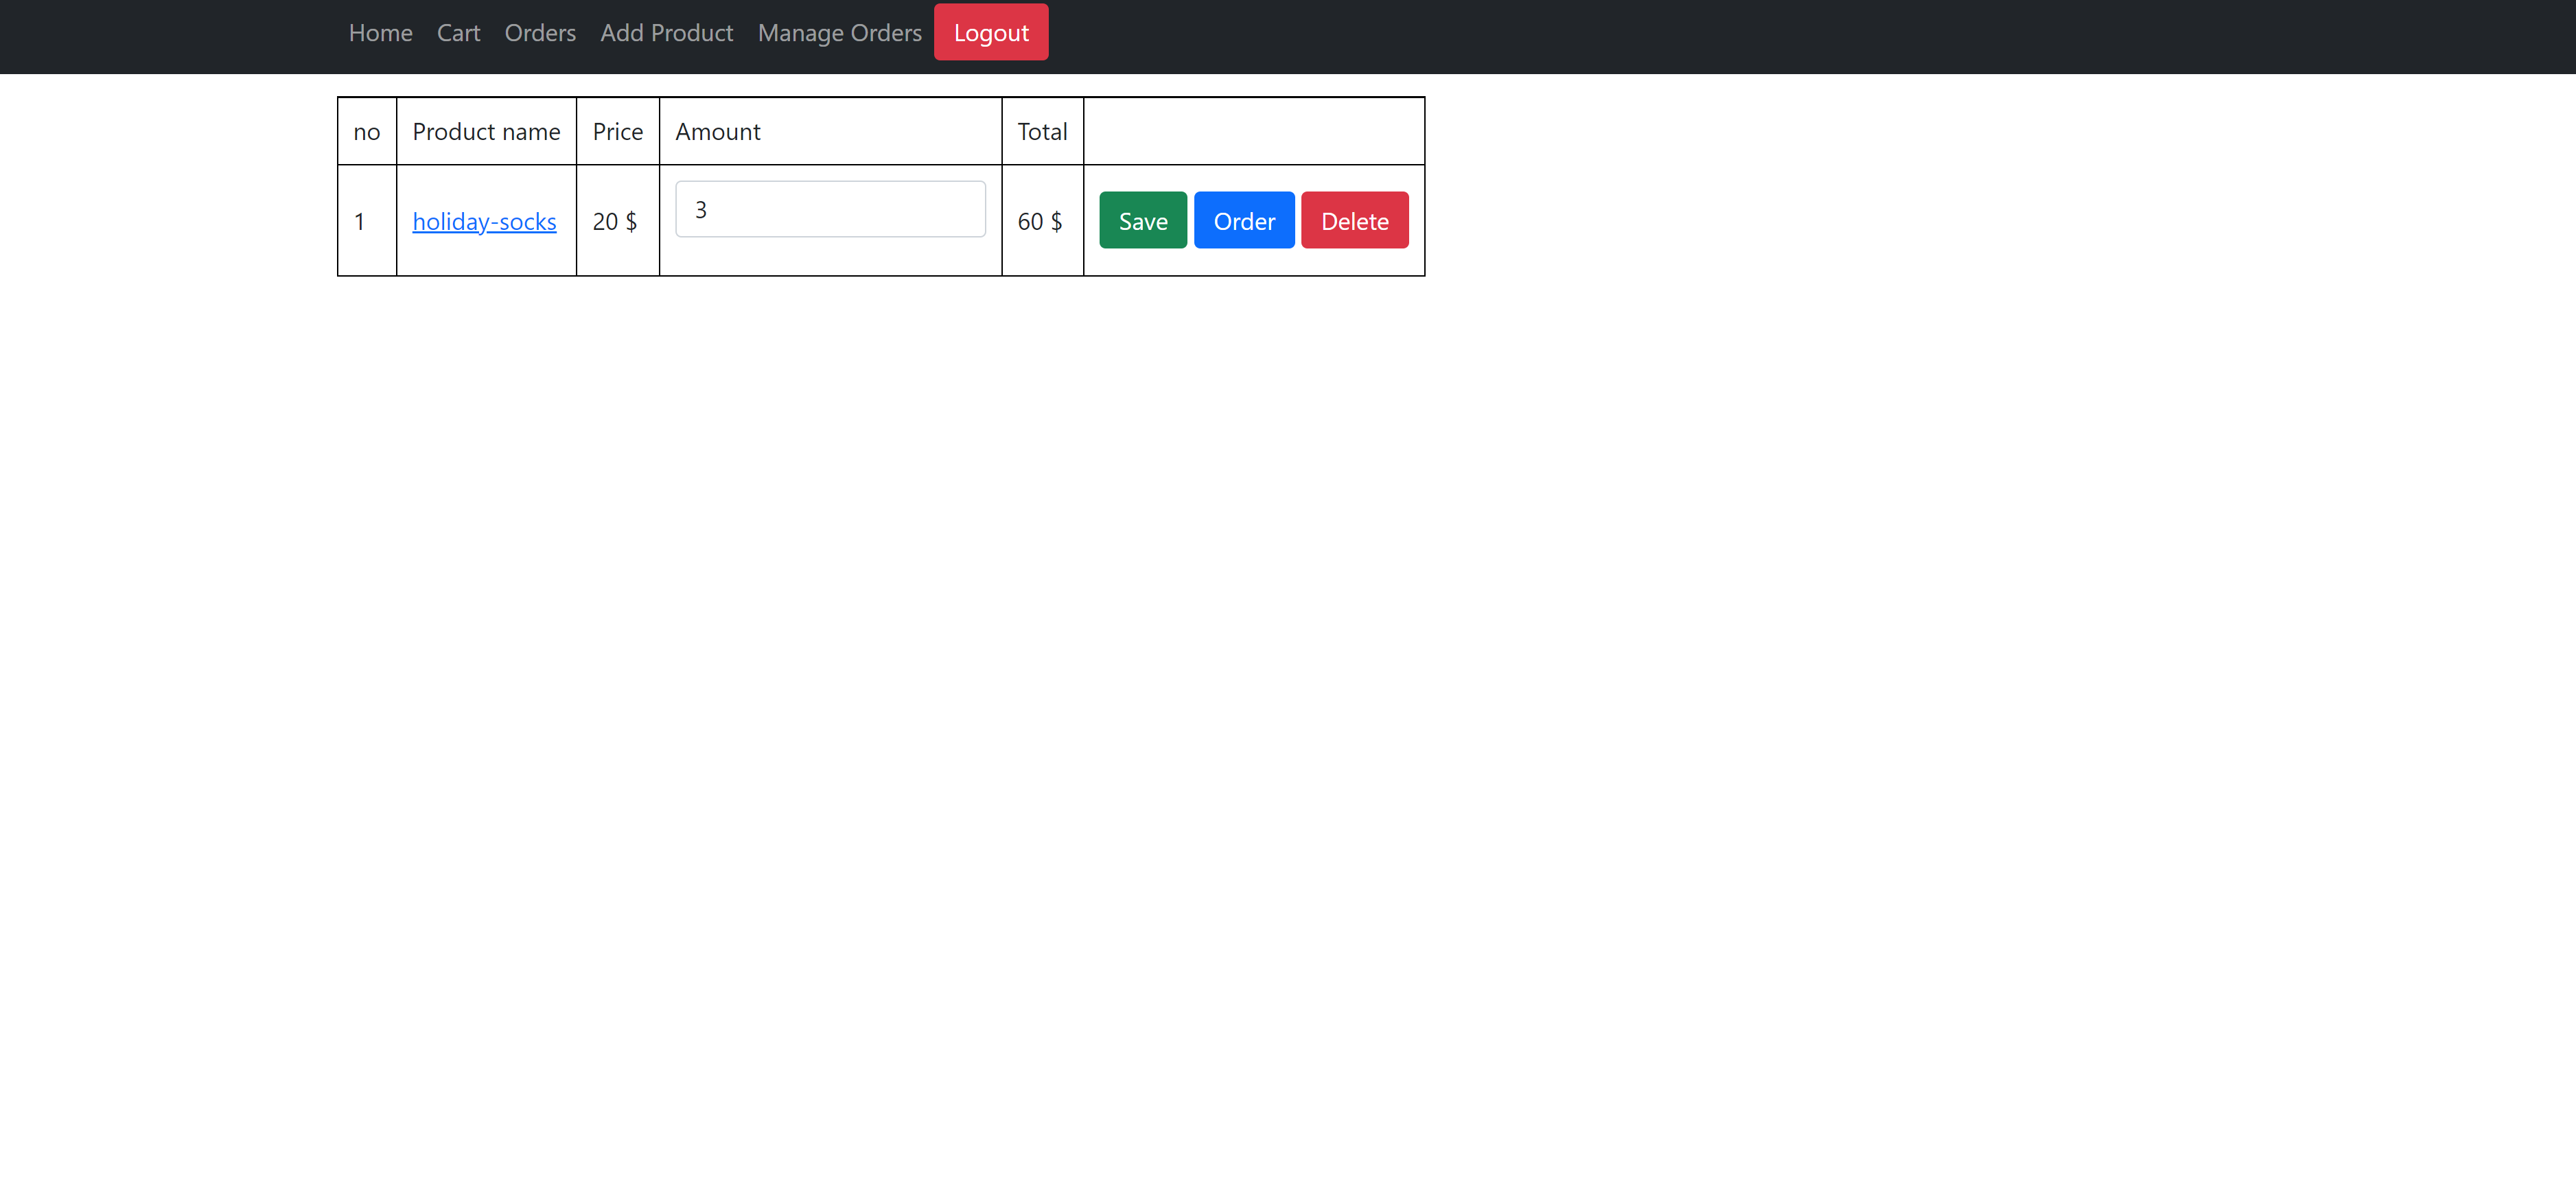 Home Cart Orders Add Product Manage Orders Logout
no Product name Price Amount Total
1 holiday-socks 20 $ 3 60 $ Save Order Delete